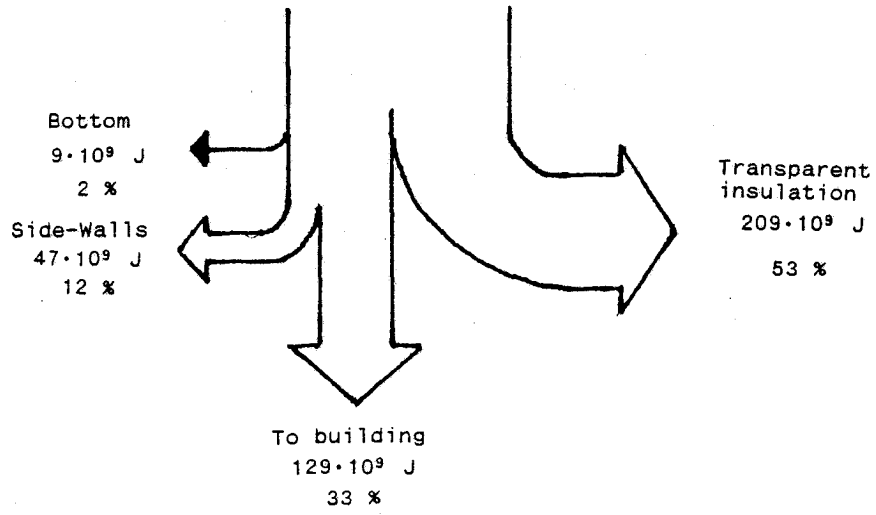 Bottom
9·10⁹ J
2 %
Side-Walls
47·10⁹ J
12 %
Transparent
insulation
209·10⁹ J
53 %
To building
129·10⁹ J
33 %